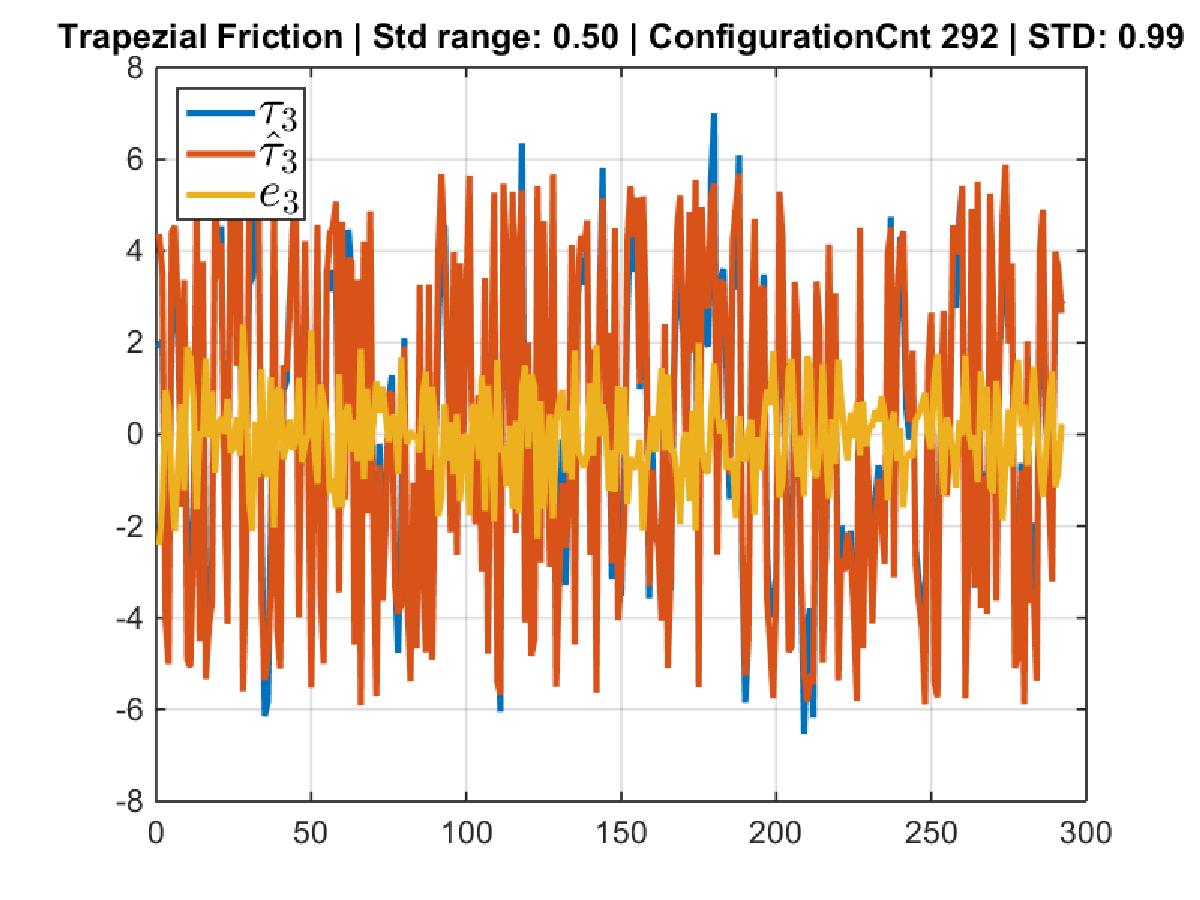 Trapezial Friction | Std range: 0.50 | ConfigurationCnt 292 | STD: 0.99
8
6
4
2
0
-2
-4
-6
-8
τ3
τ̂3
e3
0 50 100 150 200 250 300